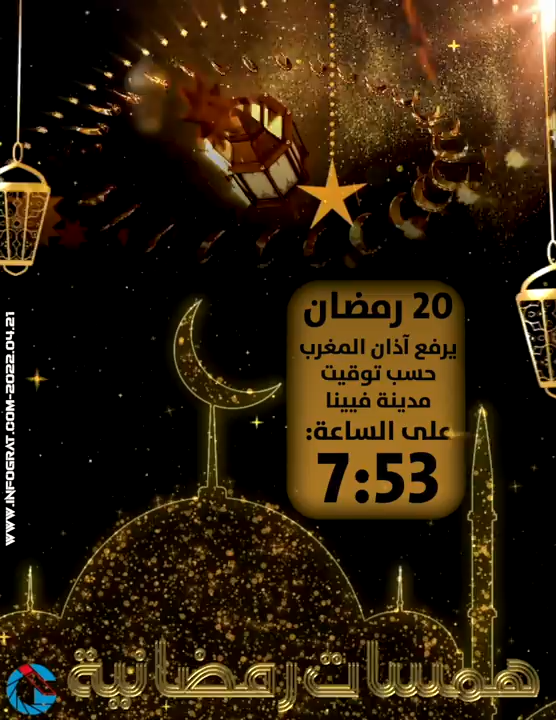 20 رمضان
يرفع آذان المغرب
حسب توقيت
مدينة فيينا
على الساعة:
7:53
WWW.INFOGRAT.COM-2022.04.21
همسات رمضانية